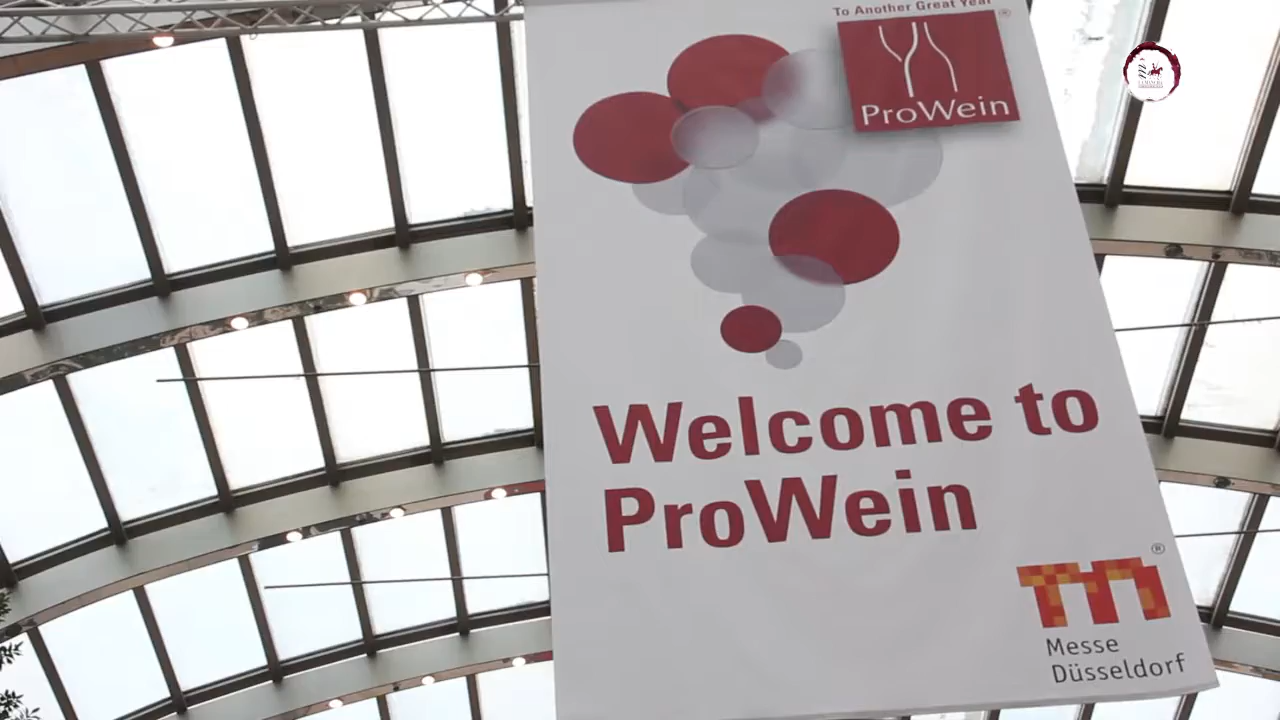 To Another Great Year
ProWein
Welcome to
ProWein
Messe
Düsseldorf